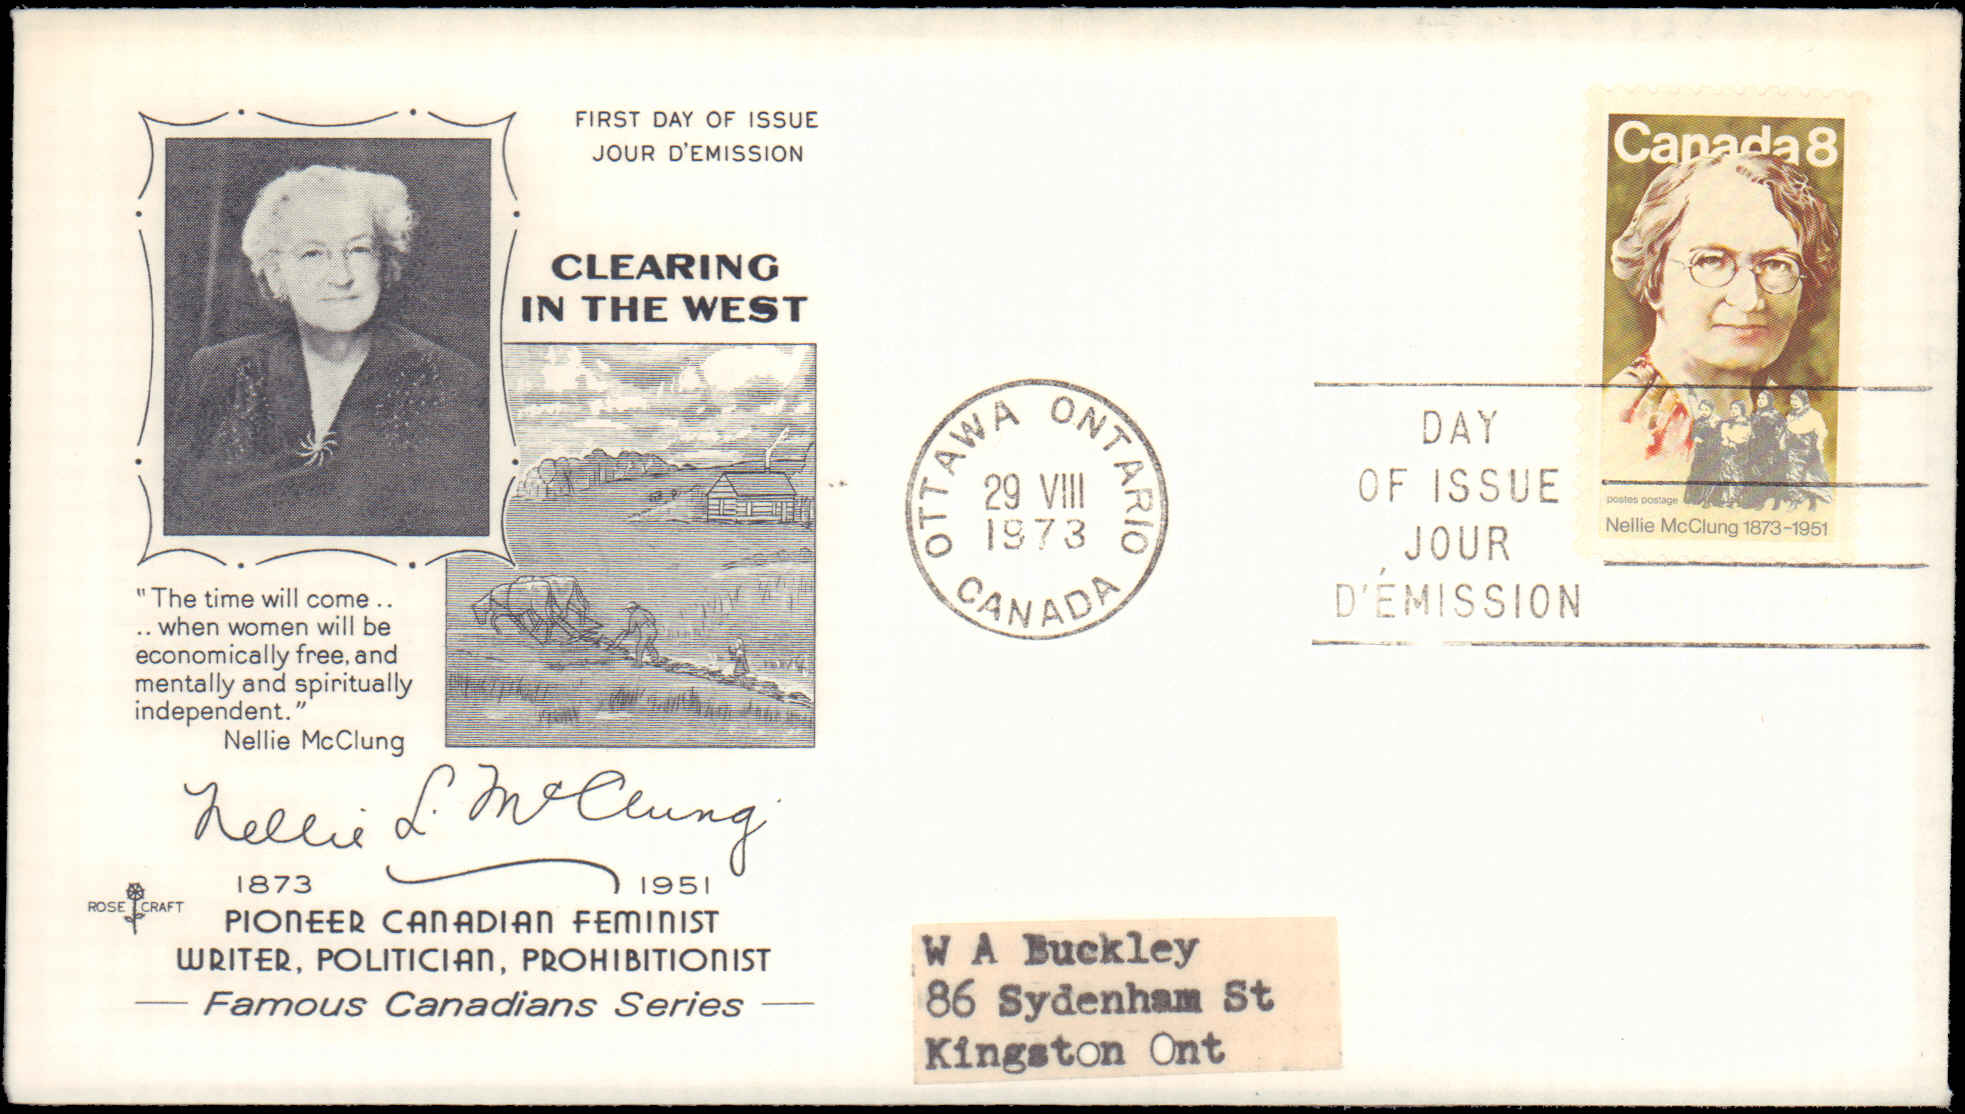 FIRST DAY OF ISSUE
JOUR D'EMISSION
CLEARING
IN THE WEST
"The time will come ..
.. when women will be
economically free, and
mentally and spiritually
independent."
Nellie McClung
Nellie L. McClung
1873 1951
ROSE CRAFT
PIONEER CANADIAN FEMINIST
WRITER, POLITICIAN, PROHIBITIONIST
Famous Canadians Series
OTTAWA ONTARIO
29 VIII
1973
CANADA
DAY
OF ISSUE
JOUR
D'ÉMISSION
Canada 8
postes postage
Nellie McClung 1873-1951
W A Buckley
86 Sydenham St
Kingston Ont